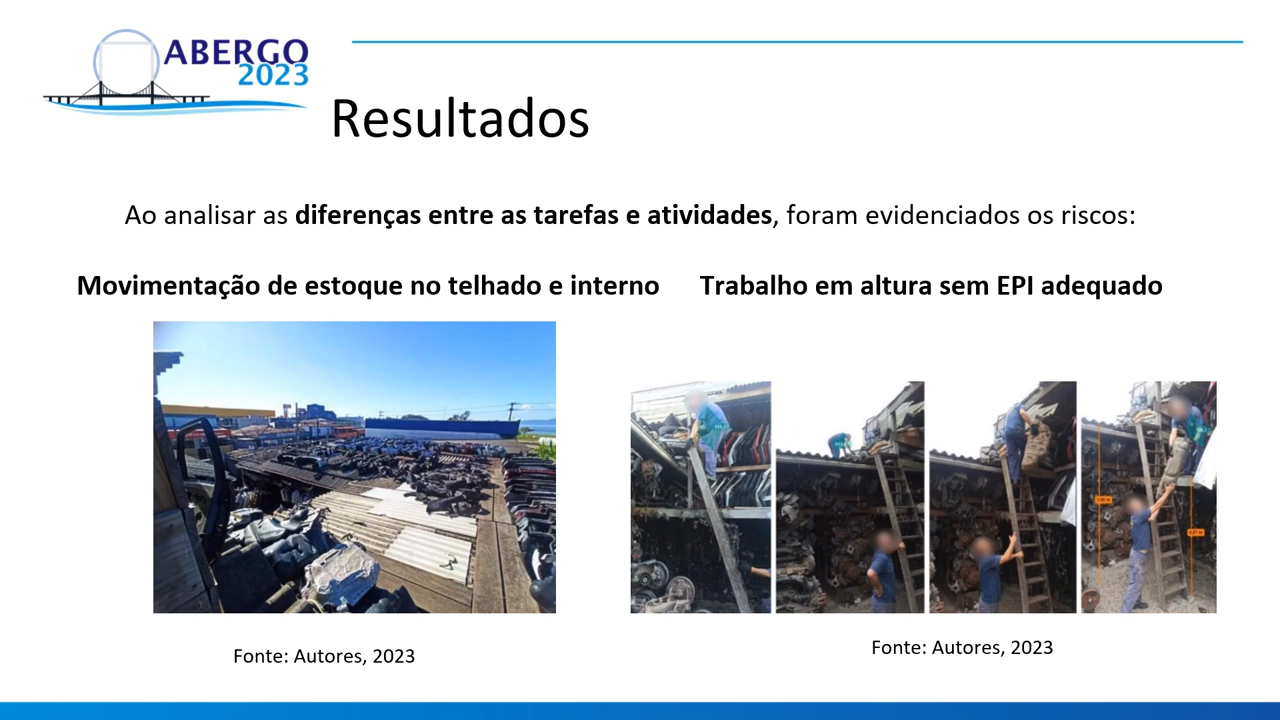 ABERGO
2023
Resultados
Ao analisar as diferenças entre as tarefas e atividades, foram evidenciados os riscos:
Movimentação de estoque no telhado e interno
Trabalho em altura sem EPI adequado
Fonte: Autores, 2023
Fonte: Autores, 2023